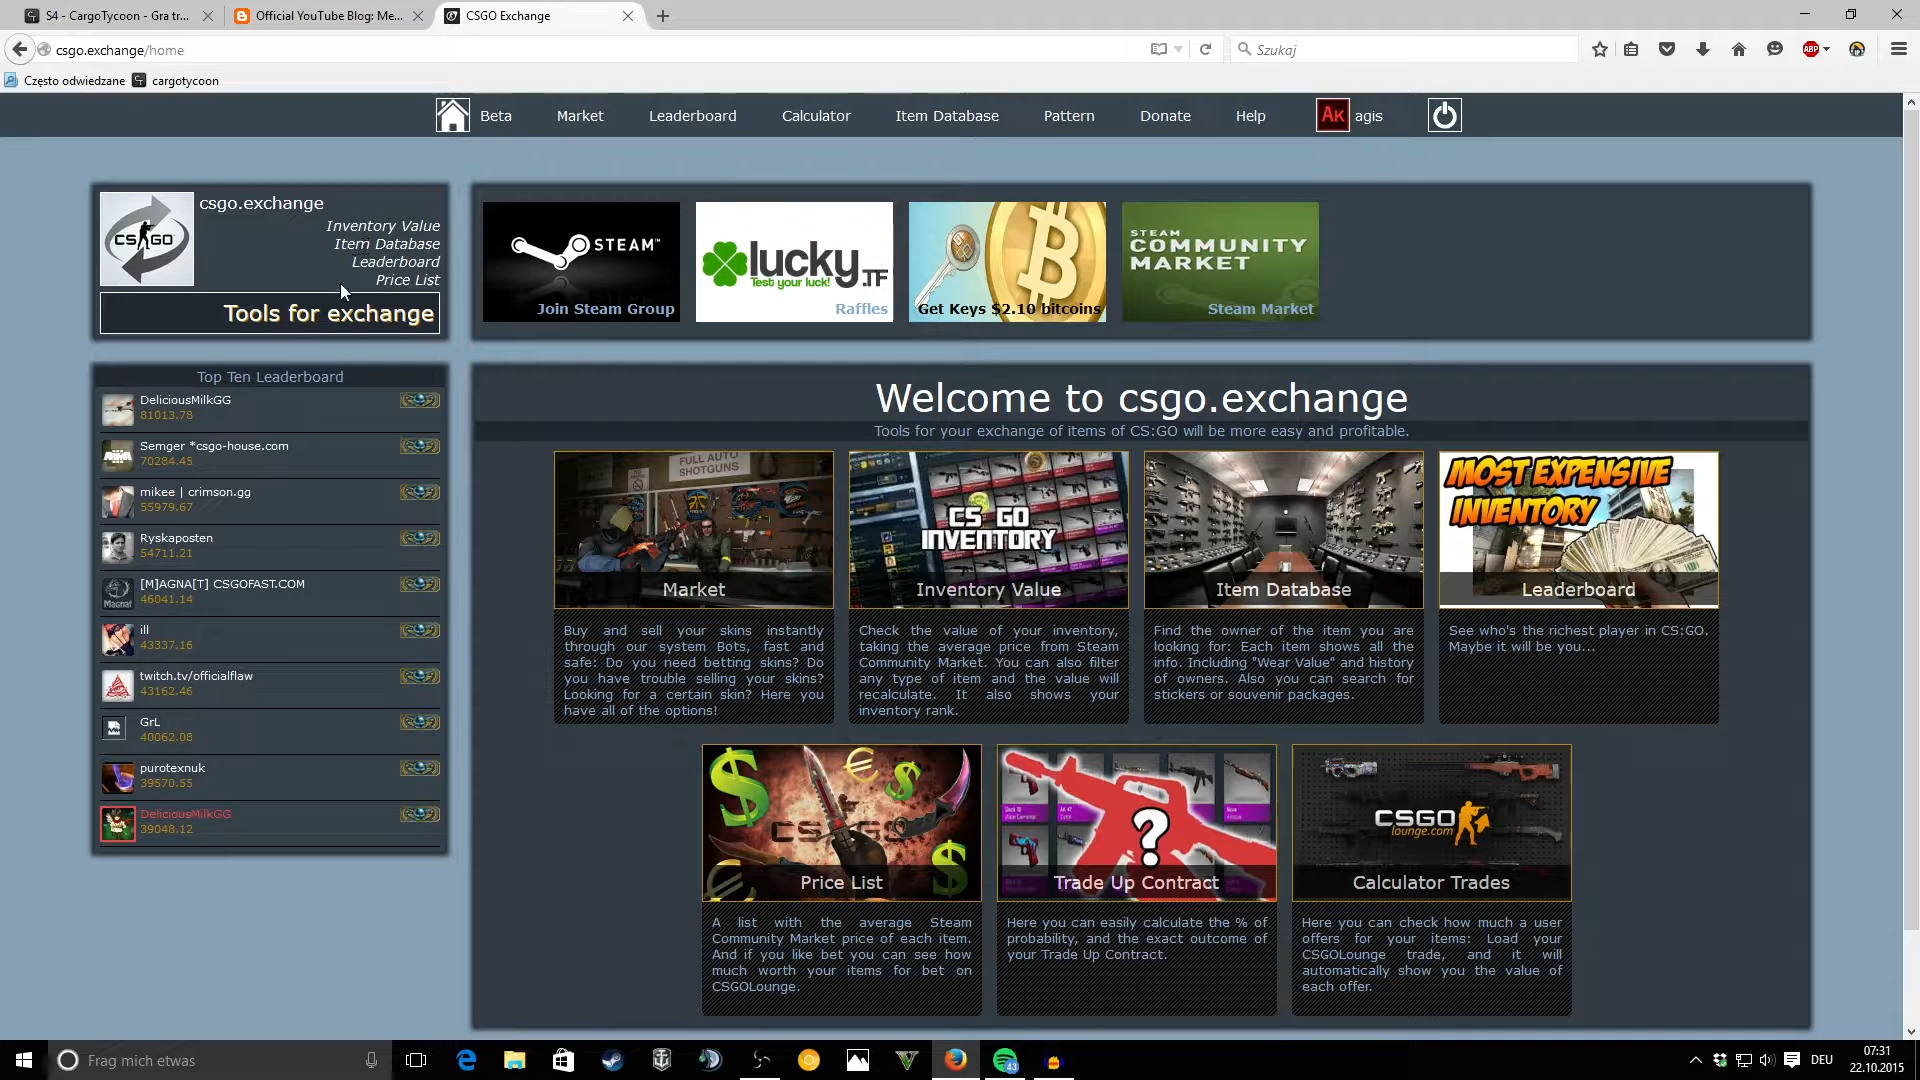 S4 - CargoTycoon - Gra tr...
Official YouTube Blog: Me...
CSGO Exchange
csgo.exchange/home
Szukaj
ABP
Często odwiedzane
cargotycoon
Beta
Market
Leaderboard
Calculator
Item Database
Pattern
Donate
Help
AK
agis
CS GO
csgo.exchange
Inventory Value
Item Database
Leaderboard
Price List
Tools for exchange
STEAM™
Join Steam Group
lucky.TF
Test your luck!
Raffles
Get Keys $2.10 bitcoins
STEAM
COMMUNITY
MARKET
Steam Market
Top Ten Leaderboard
DeliciousMilkGG
81013.78
Semger *csgo-house.com
70284.45
mikee | crimson.gg
55979.67
Ryskaposten
54711.21
[M]AGNA[T] CSGOFAST.COM
46041.14
Magnat
ill
43337.16
twitch.tv/officialflaw
43162.46
GrL
40062.08
purotexnuk
39570.55
DeliciousMilkGG
39048.12
Welcome to csgo.exchange
Tools for your exchange of items of CS:GO will be more easy and profitable.
FULL AUTO
SHOTGUNS
Market
Buy and sell your skins instantly
through our system Bots, fast and
safe: Do you need betting skins? Do
you have trouble selling your skins?
Looking for a certain skin? Here you
have all of the options!
CS GO
INVENTORY
Inventory Value
Check the value of your inventory,
taking the average price from Steam
Community Market. You can also filter
any type of item and the value will
recalculate. It also shows your
inventory rank.
Item Database
Find the owner of the item you are
looking for: Each item shows all the
info. Including "Wear Value" and history
of owners. Also you can search for
stickers or souvenir packages.
MOST EXPENSIVE
INVENTORY
Leaderboard
See who's the richest player in CS:GO.
Maybe it will be you...
CS GO
Price List
A list with the average Steam
Community Market price of each item.
And if you like bet you can see how
much worth your items for bet on
CSGOLounge.
?
Trade Up Contract
Here you can easily calculate the % of
probability, and the exact outcome of
your Trade Up Contract.
CSGO
lounge.com
Calculator Trades
Here you can check how much a user
offers for your items: Load your
CSGOLounge trade, and it will
automatically show you the value of
each offer.
Frag mich etwas
43
DEU
07:31
22.10.2015